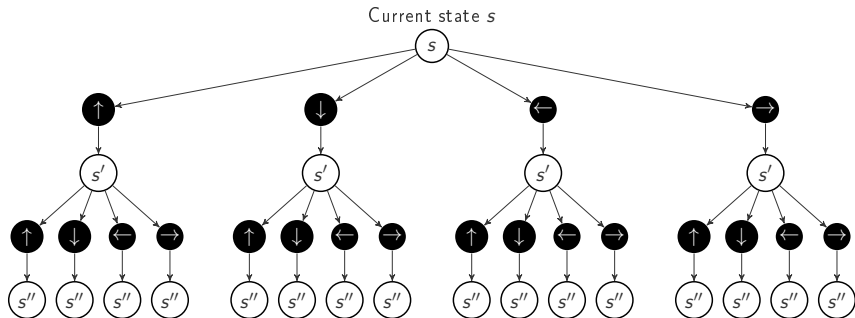 Current state s
s
↑ ↓ ← →
s′ s′ s′ s′
↑ ↓ ← → ↑ ↓ ← → ↑ ↓ ← → ↑ ↓ ← →
s″ s″ s″ s″ s″ s″ s″ s″ s″ s″ s″ s″ s″ s″ s″ s″